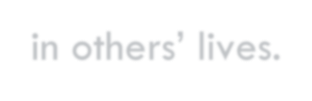 in others’ lives.